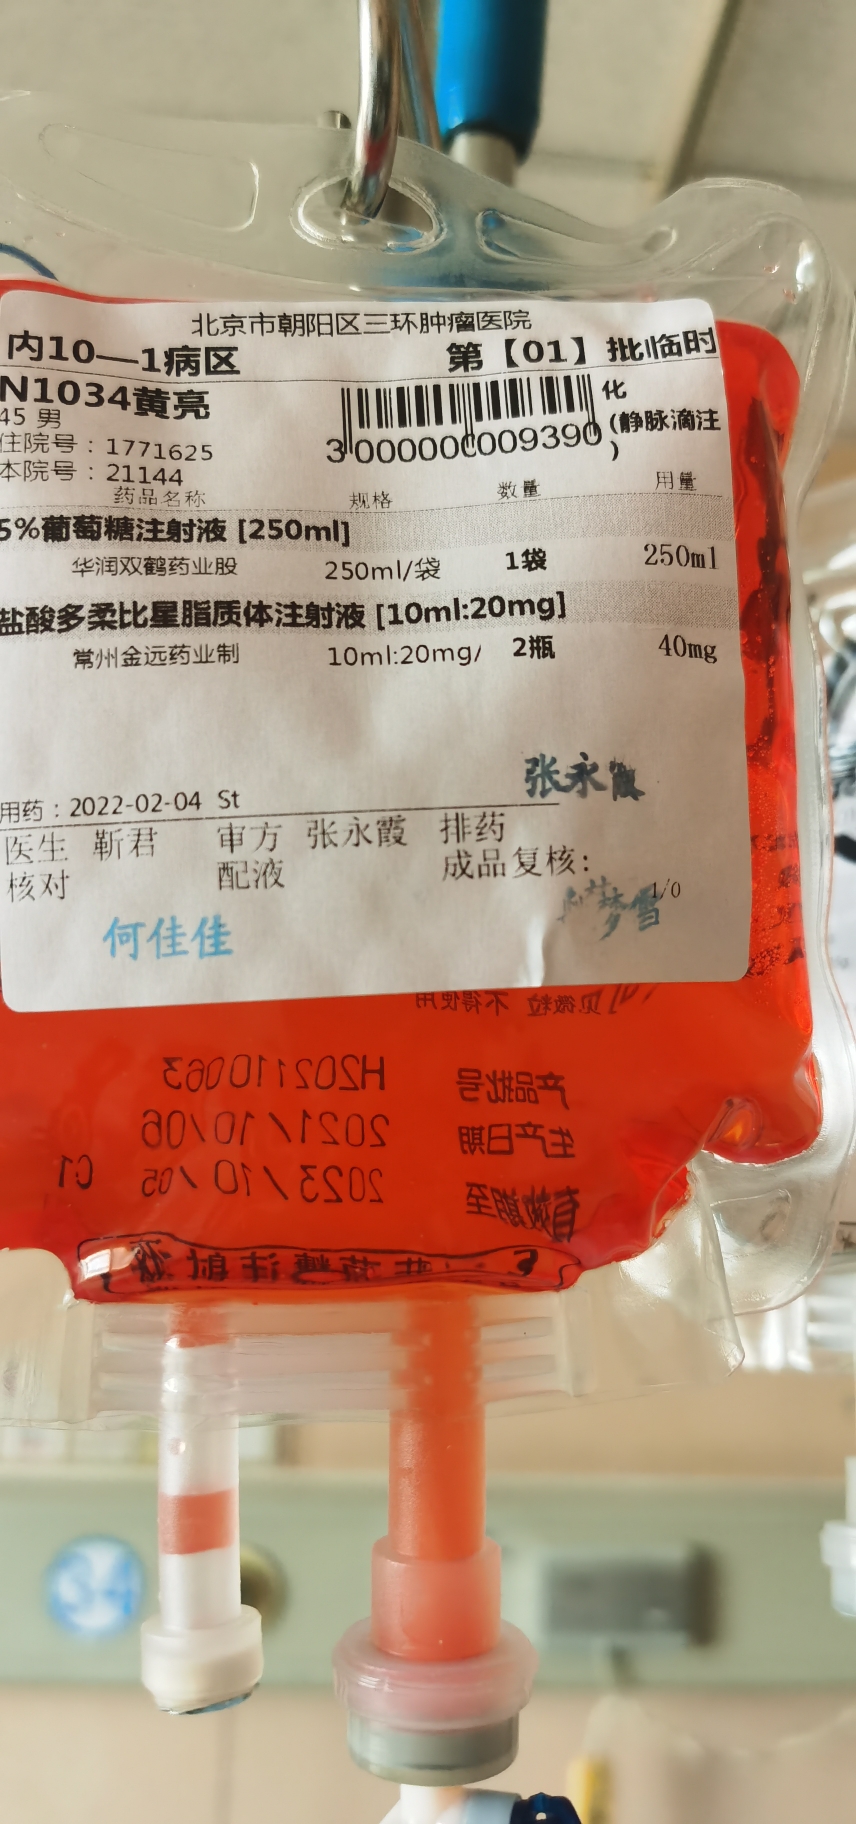 北京市朝阳区三环肿瘤医院
内10—1病区 第【01】批临时
N1034黄亮 化
45 男 (静脉滴注
)
住院号：1771625 3000000009390
本院号：21144
药品名称 规格 数量 用量
5%葡萄糖注射液 [250ml]
华润双鹤药业股 250ml/袋 1袋 250ml
盐酸多柔比星脂质体注射液 [10ml:20mg]
常州金远药业制 10ml:20mg/ 2瓶 40mg
张永霞
用药：2022-02-04 St
医生 靳君 审方 张永霞 排药
核对 配液 成品复核：
1/0
何佳佳 梦雪
见微粒 不得使用
产品批号 H202110063
生产日期 2021/10/06
有效期至 2023/10/05 C1